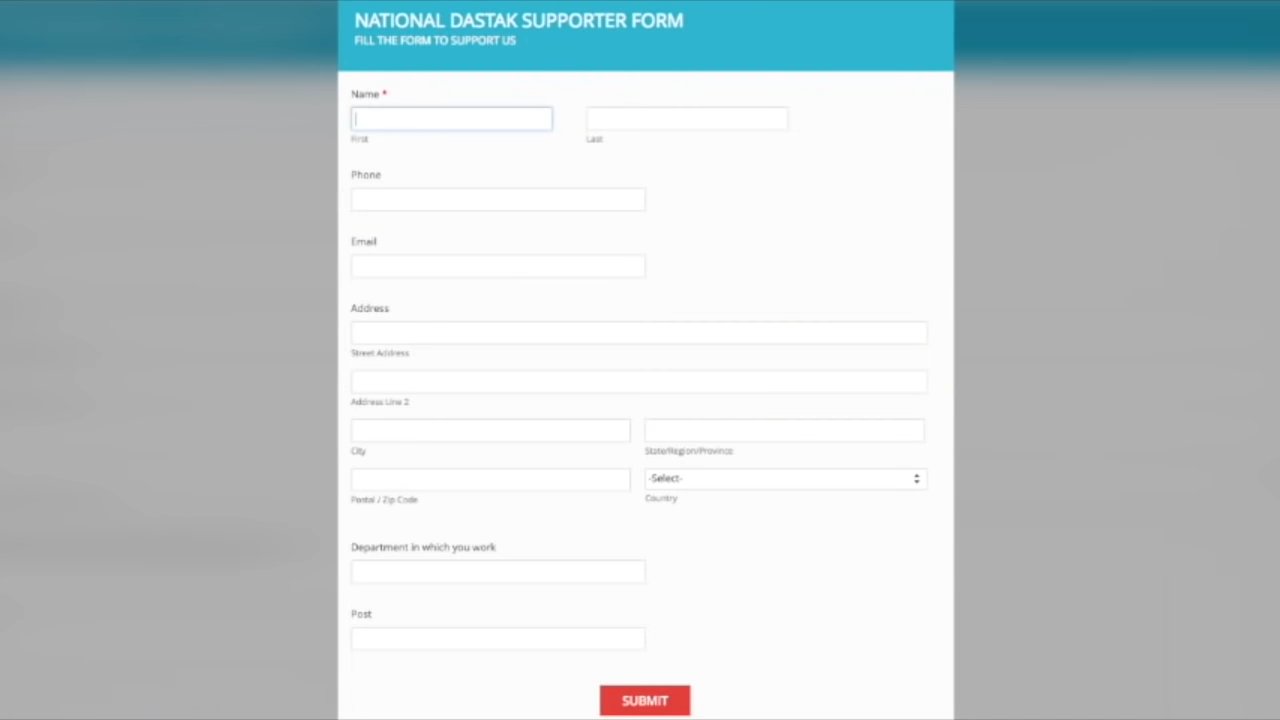 NATIONAL DASTAK SUPPORTER FORM
FILL THE FORM TO SUPPORT US
Name *
First Last
Phone
Email
Address
Street Address
Address Line 2
City State/Region/Province
-Select-
Postal / Zip Code Country
Department in which you work
Post
SUBMIT